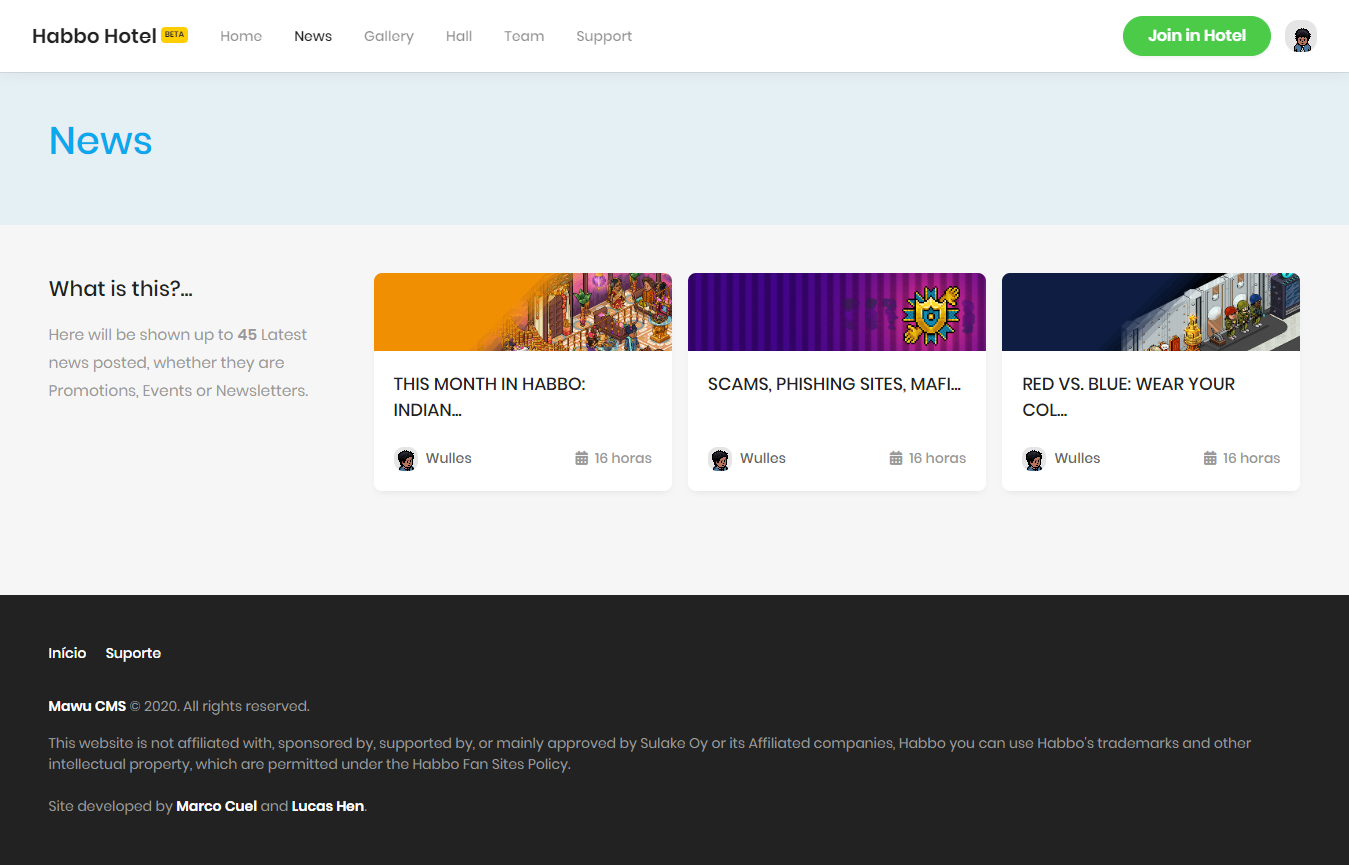 Habbo Hotel BETA Home News Gallery Hall Team Support Join in Hotel
News
What is this?...
Here will be shown up to 45 Latest
news posted, whether they are
Promotions, Events or Newsletters.
THIS MONTH IN HABBO:
INDIAN...
Wulles 16 horas
SCAMS, PHISHING SITES, MAFI...
Wulles 16 horas
RED VS. BLUE: WEAR YOUR
COL...
Wulles 16 horas
Início Suporte
Mawu CMS © 2020. All rights reserved.
This website is not affiliated with, sponsored by, supported by, or mainly approved by Sulake Oy or its Affiliated companies, Habbo you can use Habbo's trademarks and other
intellectual property, which are permitted under the Habbo Fan Sites Policy.
Site developed by Marco Cuel and Lucas Hen.